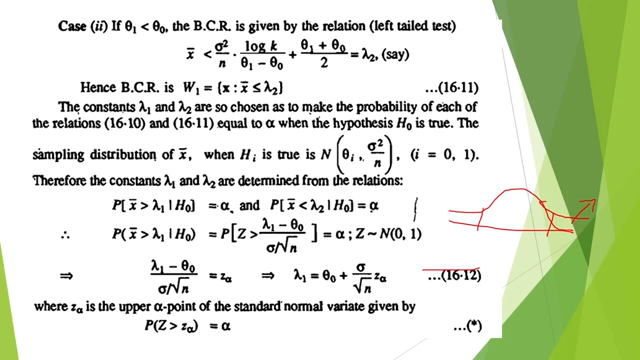 Case (ii) If θ₁ < θ₀, the B.C.R. is given by the relation (left tailed test)
x̄ < σ²/n · log k/(θ₁ – θ₀) + (θ₁ + θ₀)/2 = λ₂, (say)
Hence B.C.R. is W₁ = {x : x̄ ≤ λ₂} ...(16·11)
The constants λ₁ and λ₂ are so chosen as to make the probability of each of
the relations (16·10) and (16·11) equal to α when the hypothesis H₀ is true. The
sampling distribution of x̄, when Hᵢ is true is N(θᵢ, σ²/n), (i = 0, 1).
Therefore the constants λ₁ and λ₂ are determined from the relations:
P[x̄ > λ₁ | H₀] = α and P[x̄ < λ₂ | H₀] = α
∴ P(x̄ > λ₁ | H₀) = P[Z > (λ₁ – θ₀)/(σ/√n)] = α ; Z ~ N(0, 1)
⇒ (λ₁ – θ₀)/(σ/√n) = zα ⇒ λ₁ = θ₀ + σ/√n zα ...(16·12)
where zα is the upper α-point of the standard normal variate given by
P(Z > zα) = α ...(*)